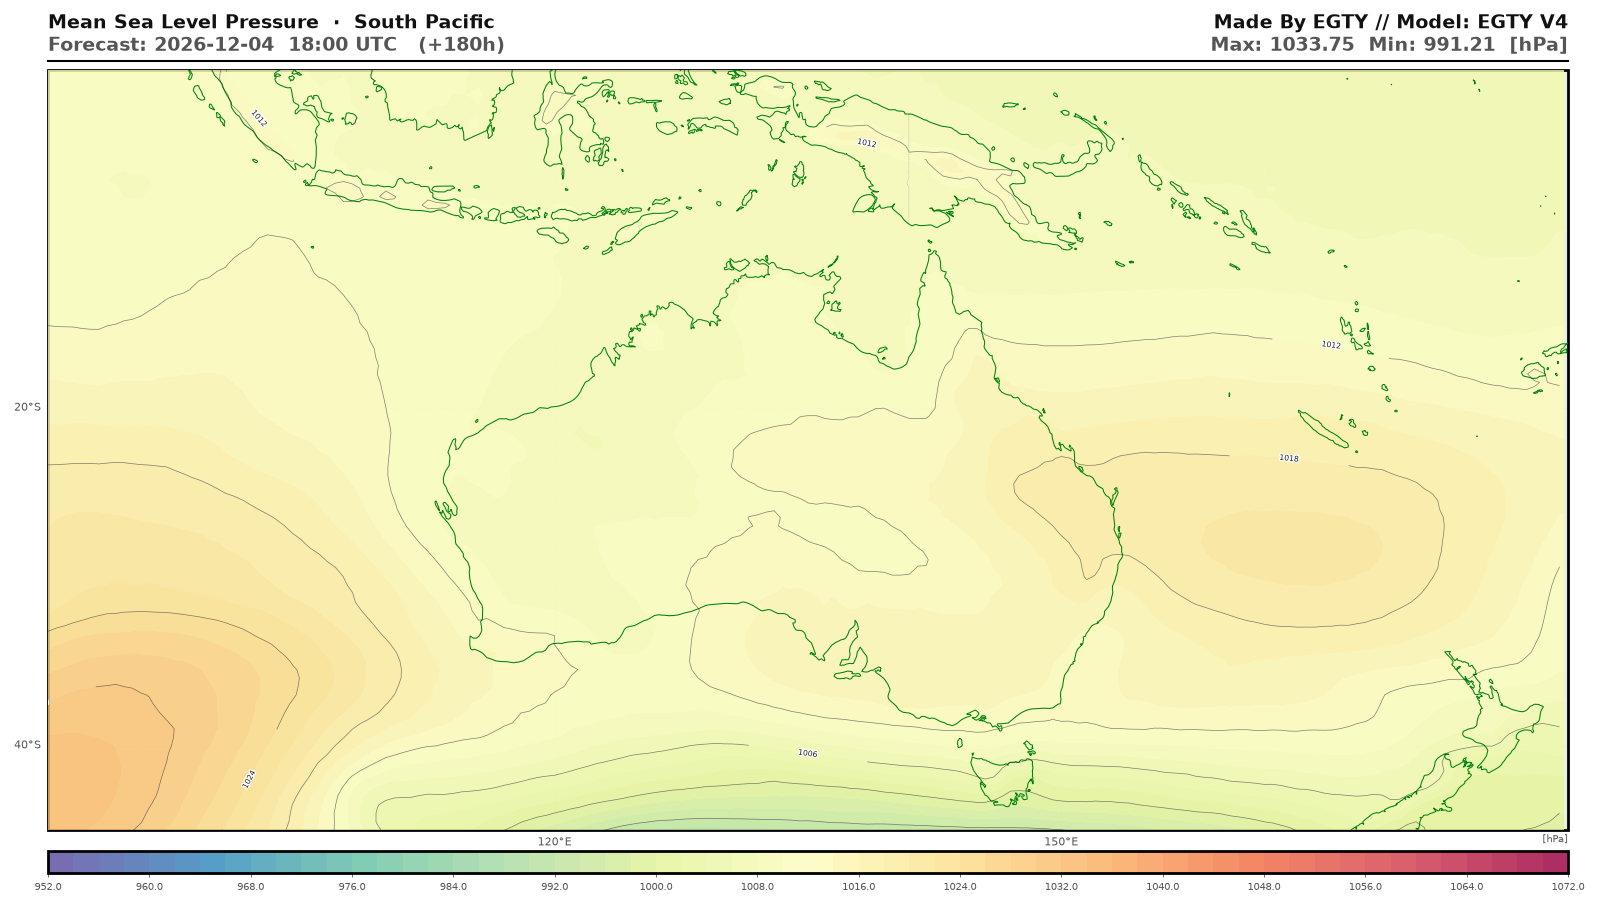 Mean Sea Level Pressure · South Pacific
Made By EGTY // Model: EGTY V4
Forecast: 2026-12-04 18:00 UTC (+180h)
Max: 1033.75 Min: 991.21 [hPa]
1012
1012
1012
20°S
1018
40°S
1006
1024
120°E
150°E
[hPa]
952.0 960.0 968.0 976.0 984.0 992.0 1000.0 1008.0 1016.0 1024.0 1032.0 1040.0 1048.0 1056.0 1064.0 1072.0